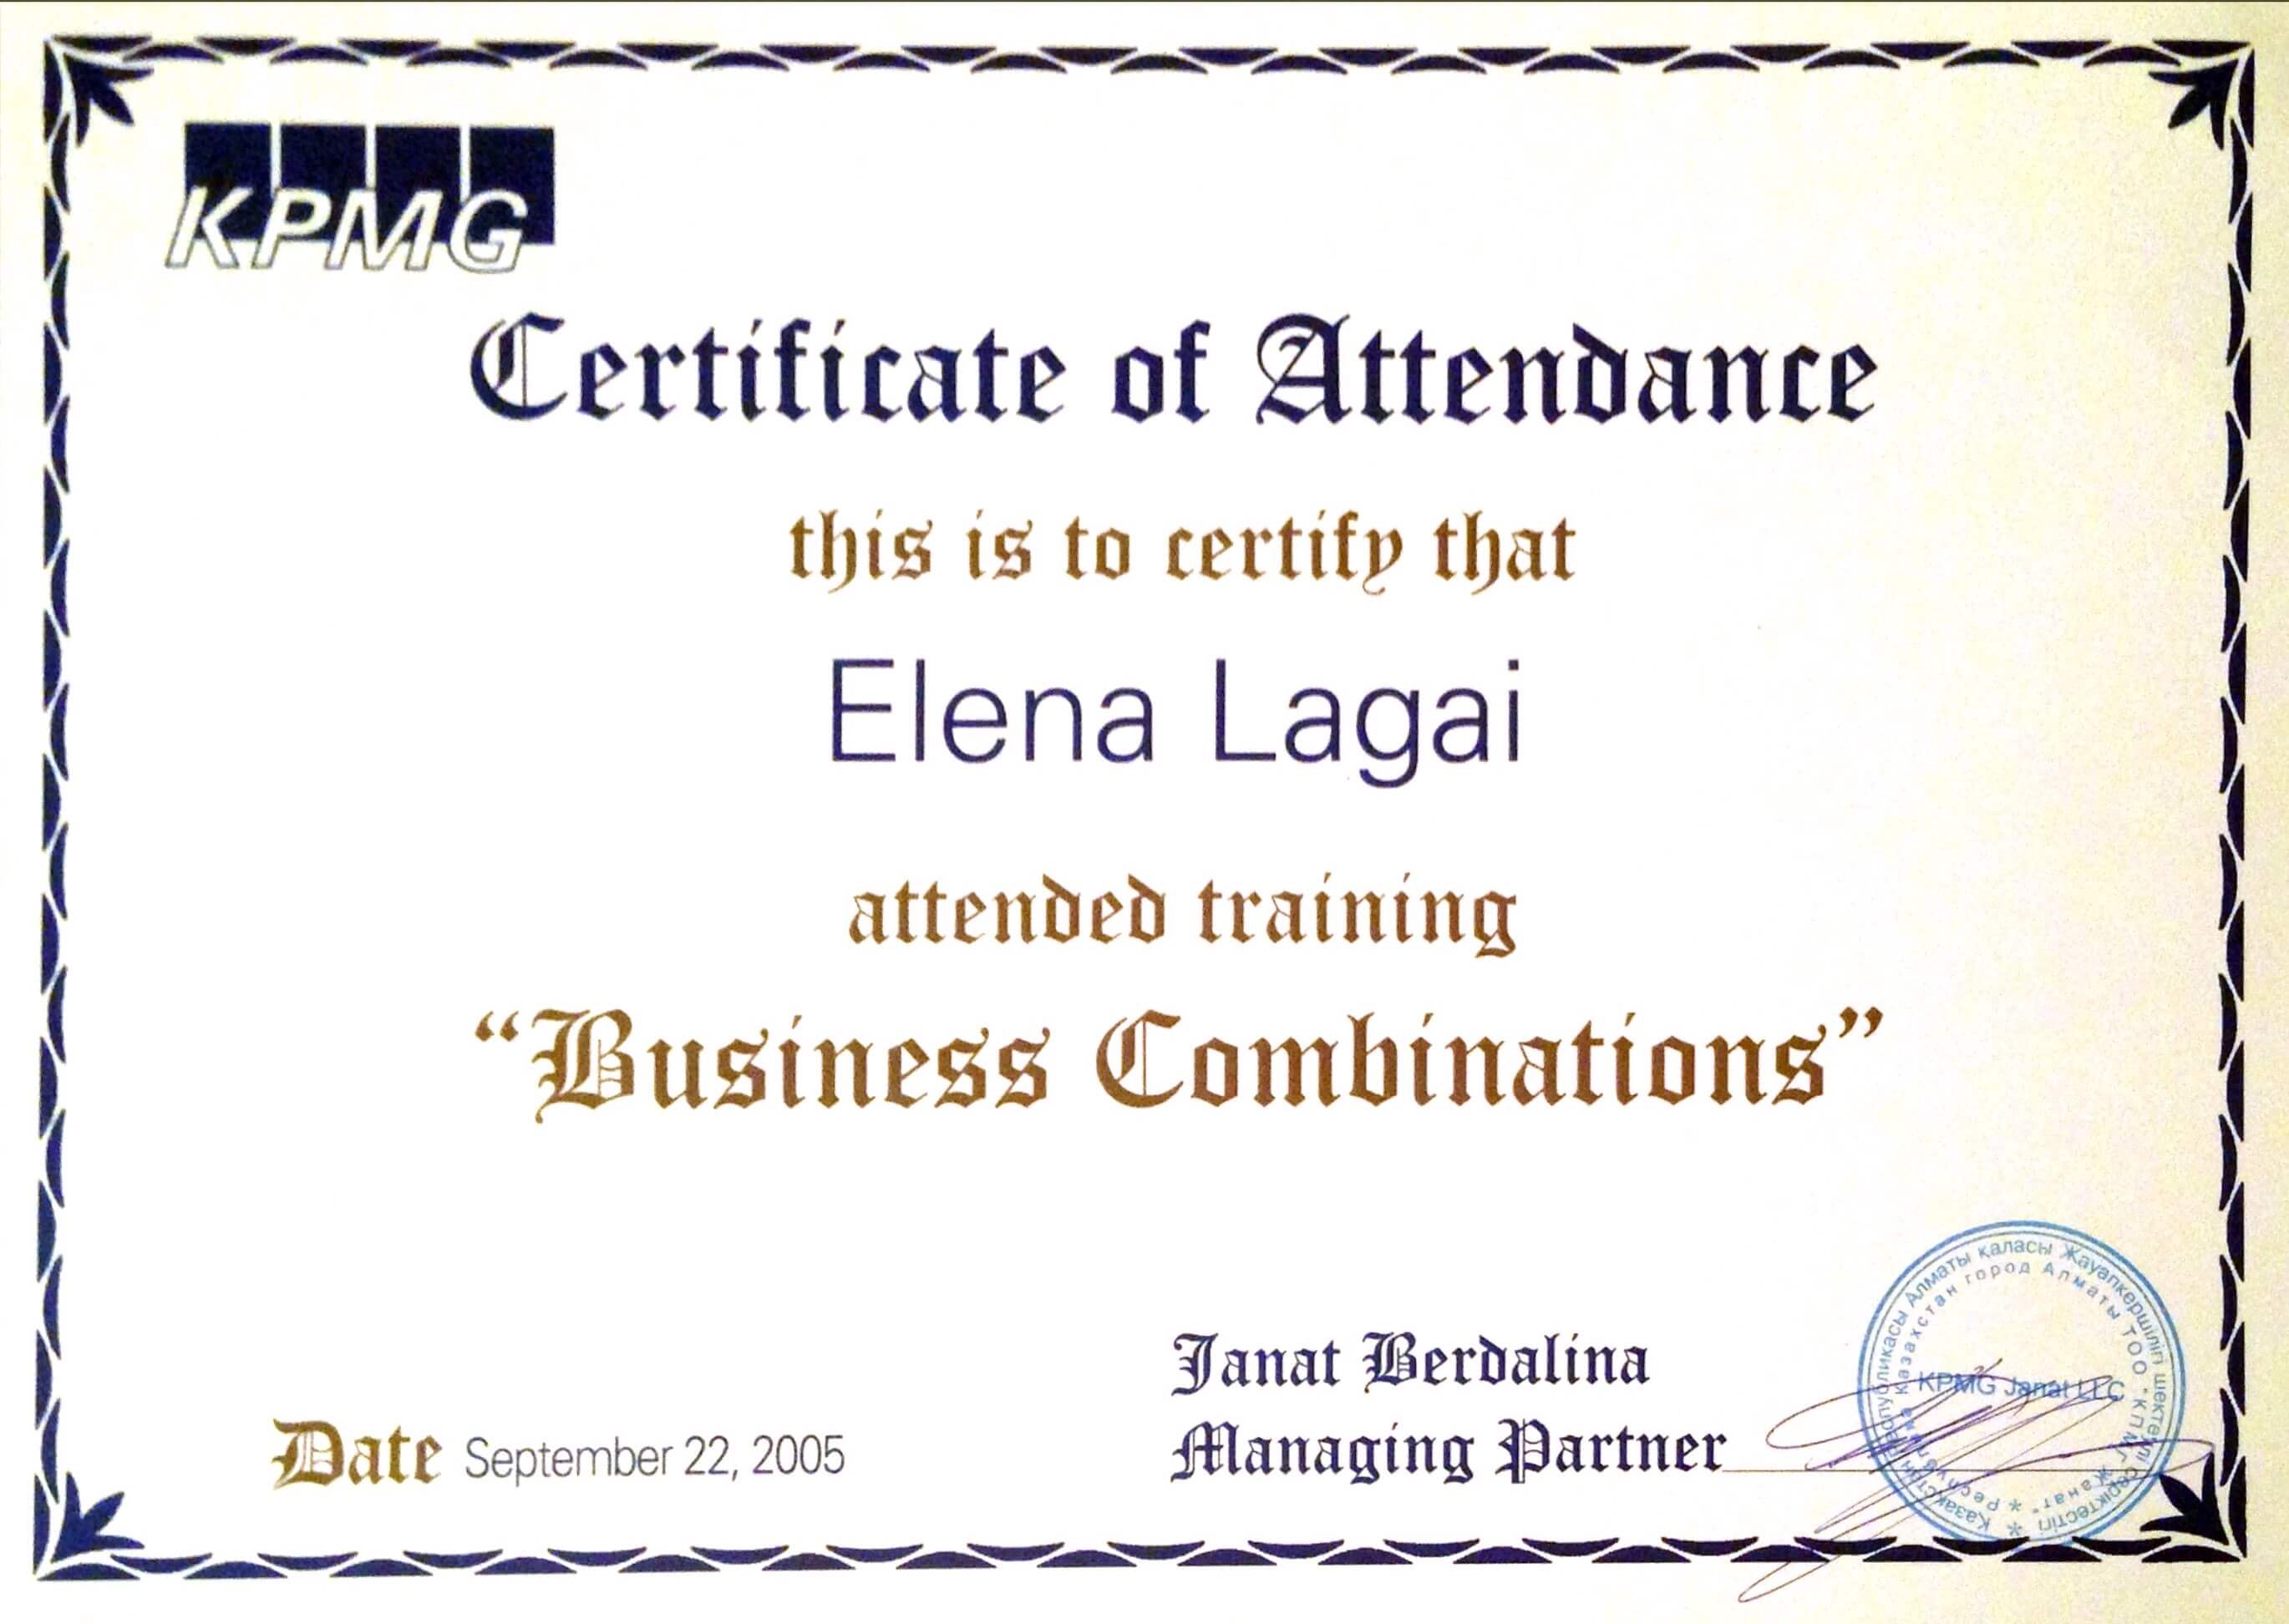 KPMG
Certificate of Attendance
this is to certify that
Elena Lagai
attended training
“Business Combinations”
Janat Berdalina
Date September 22, 2005
Managing Partner
Қазақстан Республикасы Алматы қаласы Жауапкершілігі шектеулі серіктестігі
Республика Казахстан город Алматы ТОО "КПМГ Жанат"
KPMG Janat LLC